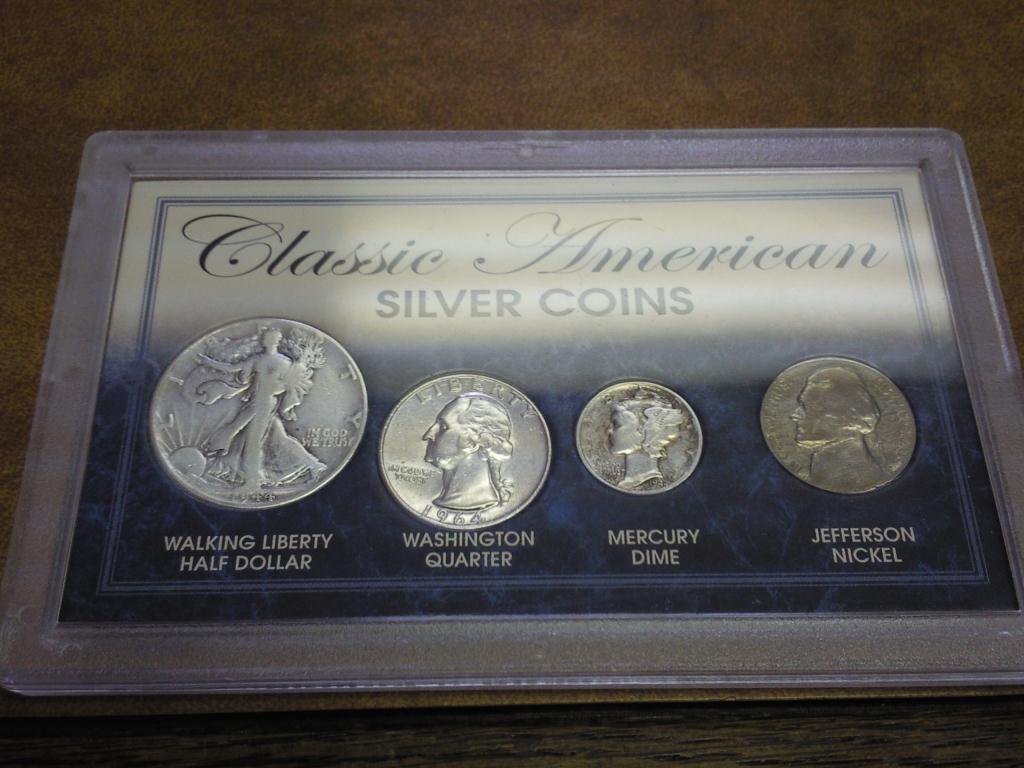 Classic American
SILVER COINS
LIBERTY
IN GOD
WE TRUST
LIBERTY
IN GOD WE
TRUST
1964
WALKING LIBERTY
HALF DOLLAR
WASHINGTON
QUARTER
MERCURY
DIME
JEFFERSON
NICKEL